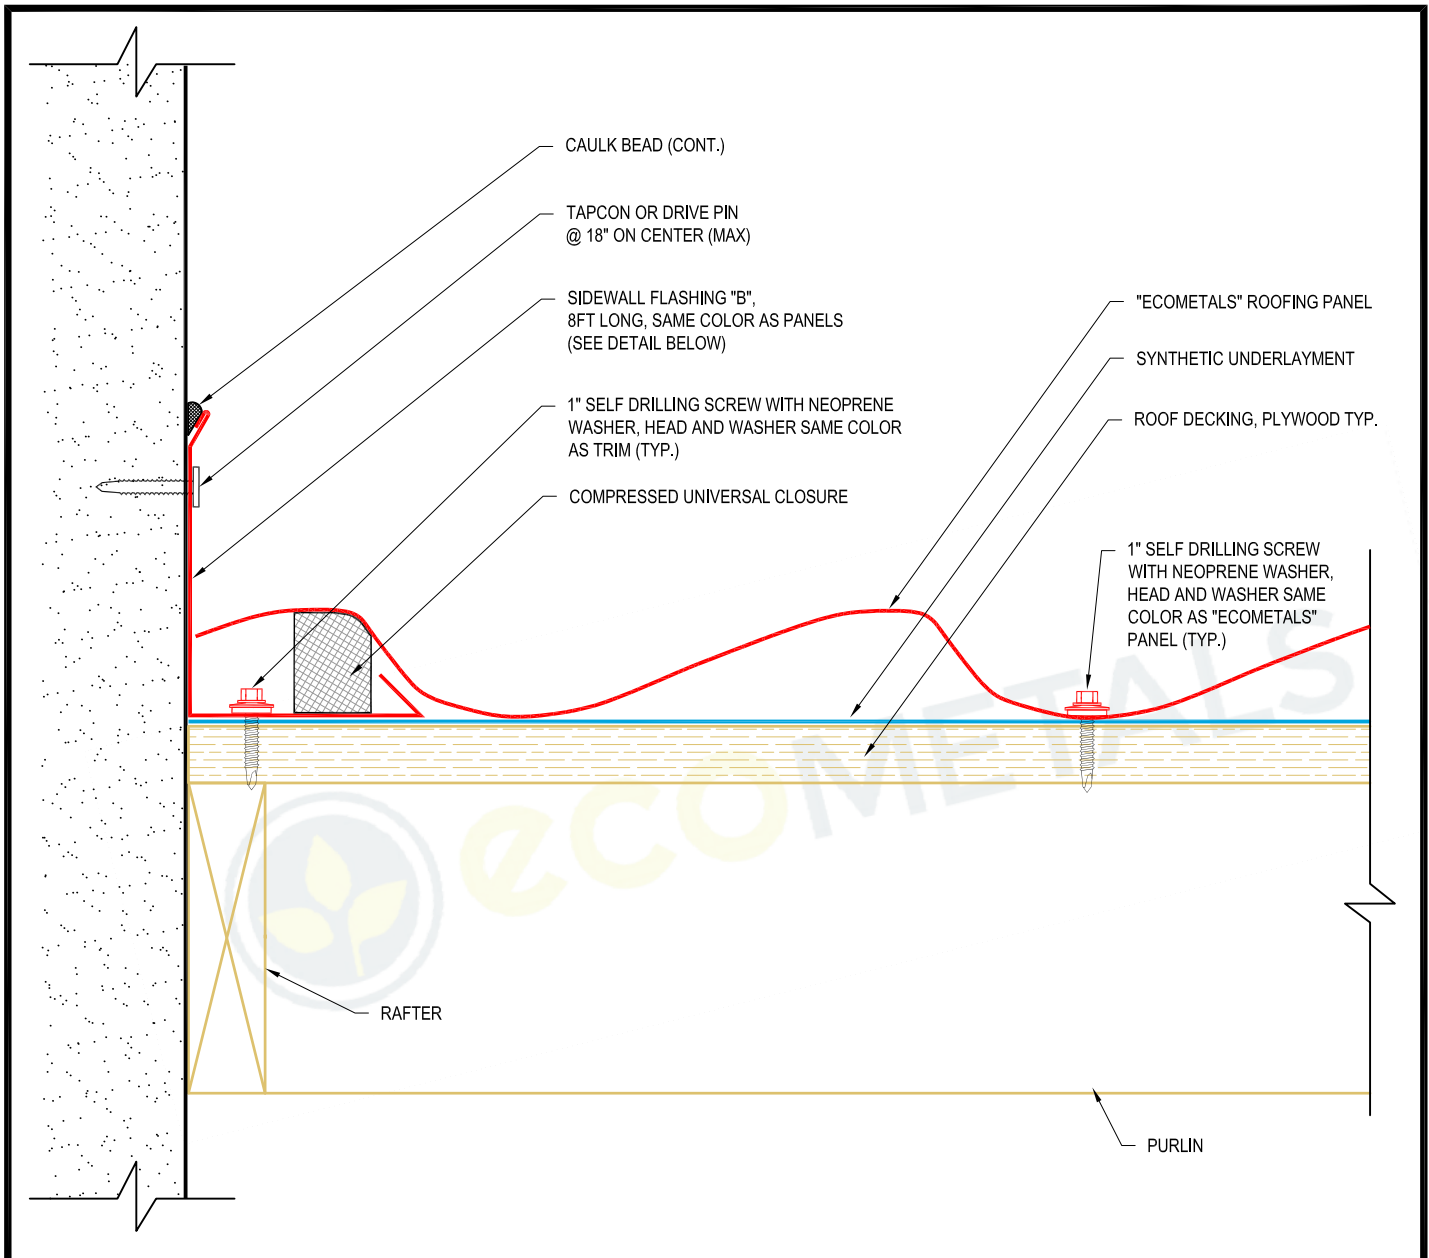 CAULK BEAD (CONT.)
TAPCON OR DRIVE PIN
@ 18" ON CENTER (MAX)
SIDEWALL FLASHING "B",
8FT LONG, SAME COLOR AS PANELS
(SEE DETAIL BELOW)
1" SELF DRILLING SCREW WITH NEOPRENE
WASHER, HEAD AND WASHER SAME COLOR
AS TRIM (TYP.)
COMPRESSED UNIVERSAL CLOSURE
"ECOMETALS" ROOFING PANEL
SYNTHETIC UNDERLAYMENT
ROOF DECKING, PLYWOOD TYP.
1" SELF DRILLING SCREW
WITH NEOPRENE WASHER,
HEAD AND WASHER SAME
COLOR AS "ECOMETALS"
PANEL (TYP.)
ecoMETALS
RAFTER
PURLIN